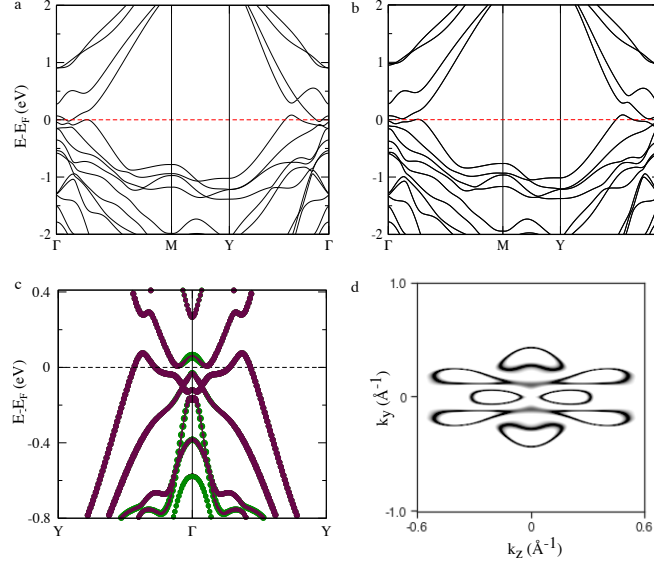 a
b
2
1
0
-1
-2
E-E_F (eV)
Γ M Y Γ
2
1
0
-1
-2
Γ M Y Γ
c
d
0.4
0
-0.4
-0.8
E-E_F (eV)
Y Γ Y
1.0
0
-1.0
k_y (Å⁻¹)
-0.6 0 0.6
k_z (Å⁻¹)